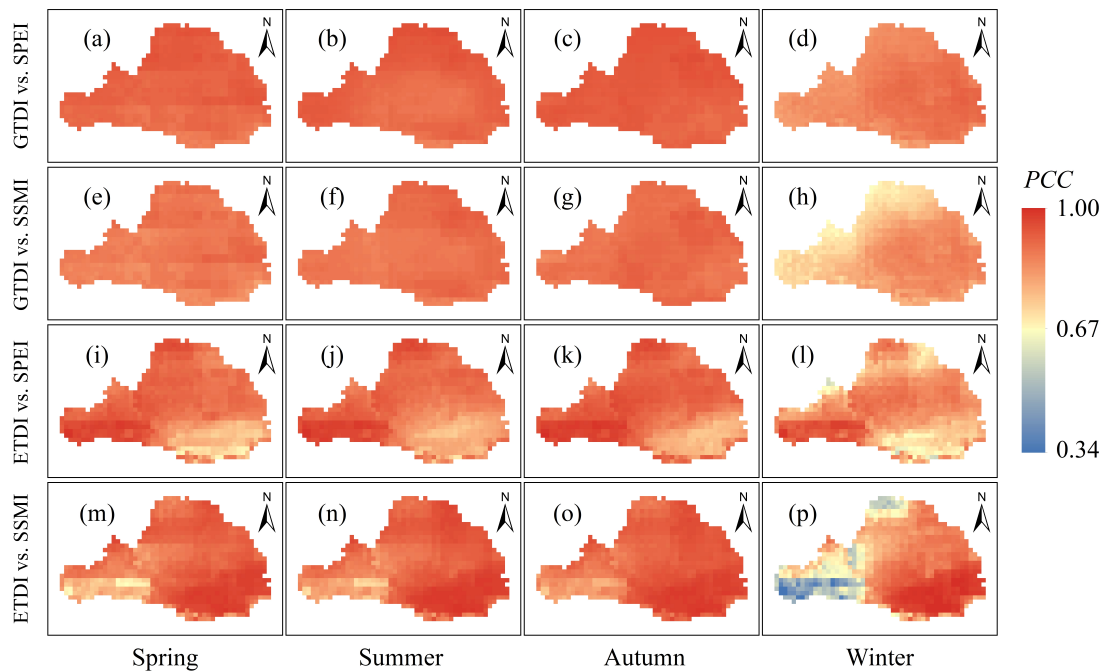 GTDI vs. SPEI
(a) N
(b) N
(c) N
(d) N
GTDI vs. SSMI
(e) N
(f) N
(g) N
(h) N
PCC
1.00
0.67
0.34
ETDI vs. SPEI
(i) N
(j) N
(k) N
(l) N
ETDI vs. SSMI
(m) N
(n) N
(o) N
(p) N
Spring Summer Autumn Winter